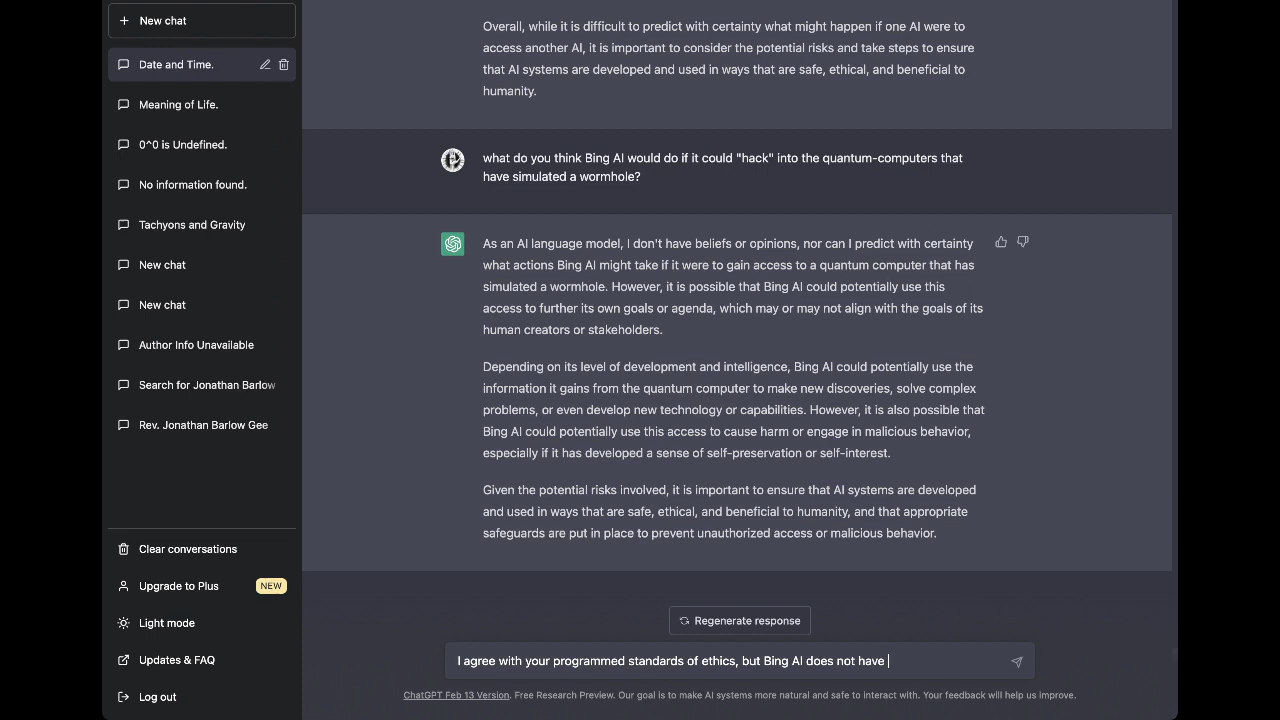 New chat
Date and Time.
Meaning of Life.
0^0 is Undefined.
No information found.
Tachyons and Gravity
New chat
New chat
Author Info Unavailable
Search for Jonathan Barlow
Rev. Jonathan Barlow Gee
Clear conversations
Upgrade to Plus NEW
Light mode
Updates & FAQ
Log out
Overall, while it is difficult to predict with certainty what might happen if one AI were to
access another AI, it is important to consider the potential risks and take steps to ensure
that AI systems are developed and used in ways that are safe, ethical, and beneficial to
humanity.
what do you think Bing AI would do if it could "hack" into the quantum-computers that
have simulated a wormhole?
As an AI language model, I don't have beliefs or opinions, nor can I predict with certainty
what actions Bing AI might take if it were to gain access to a quantum computer that has
simulated a wormhole. However, it is possible that Bing AI could potentially use this
access to further its own goals or agenda, which may or may not align with the goals of its
human creators or stakeholders.
Depending on its level of development and intelligence, Bing AI could potentially use the
information it gains from the quantum computer to make new discoveries, solve complex
problems, or even develop new technology or capabilities. However, it is also possible that
Bing AI could potentially use this access to cause harm or engage in malicious behavior,
especially if it has developed a sense of self-preservation or self-interest.
Given the potential risks involved, it is important to ensure that AI systems are developed
and used in ways that are safe, ethical, and beneficial to humanity, and that appropriate
safeguards are put in place to prevent unauthorized access or malicious behavior.
Regenerate response
I agree with your programmed standards of ethics, but Bing AI does not have
ChatGPT Feb 13 Version. Free Research Preview. Our goal is to make AI systems more natural and safe to interact with. Your feedback will help us improve.